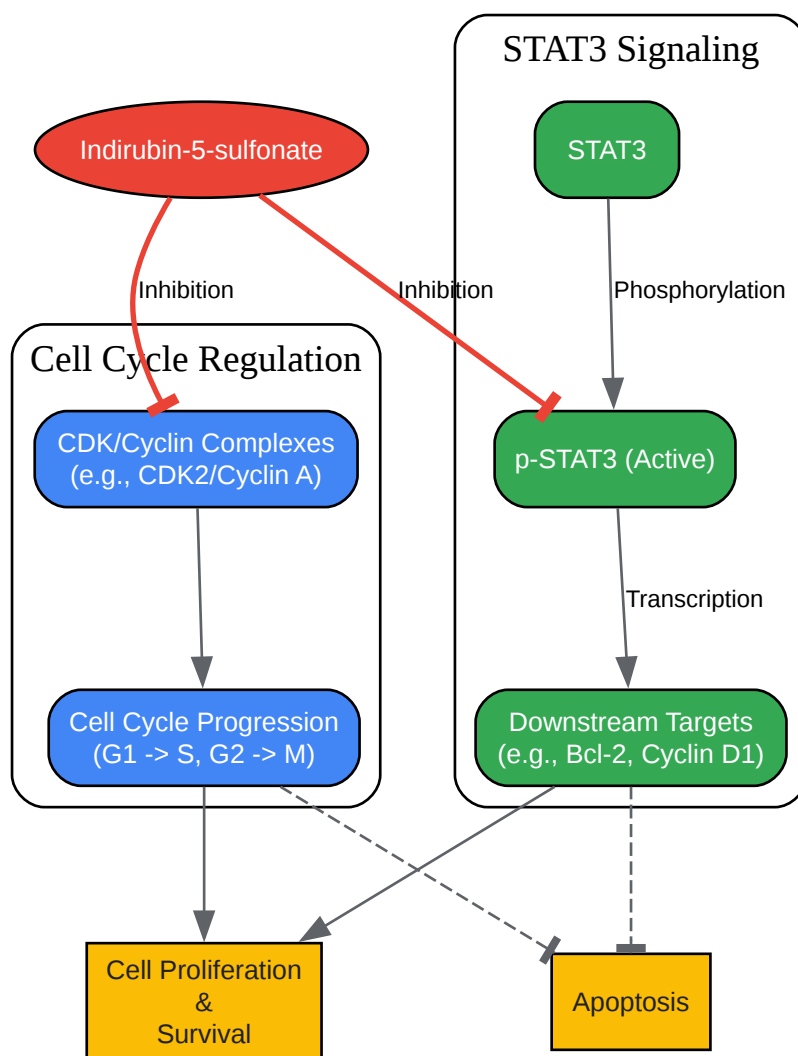 STAT3 Signaling
Indirubin-5-sulfonate
STAT3
Inhibition
Inhibition
Phosphorylation
Cell Cycle Regulation
CDK/Cyclin Complexes
(e.g., CDK2/Cyclin A)
p-STAT3 (Active)
Transcription
Cell Cycle Progression
(G1 -> S, G2 -> M)
Downstream Targets
(e.g., Bcl-2, Cyclin D1)
Cell Proliferation
&
Survival
Apoptosis